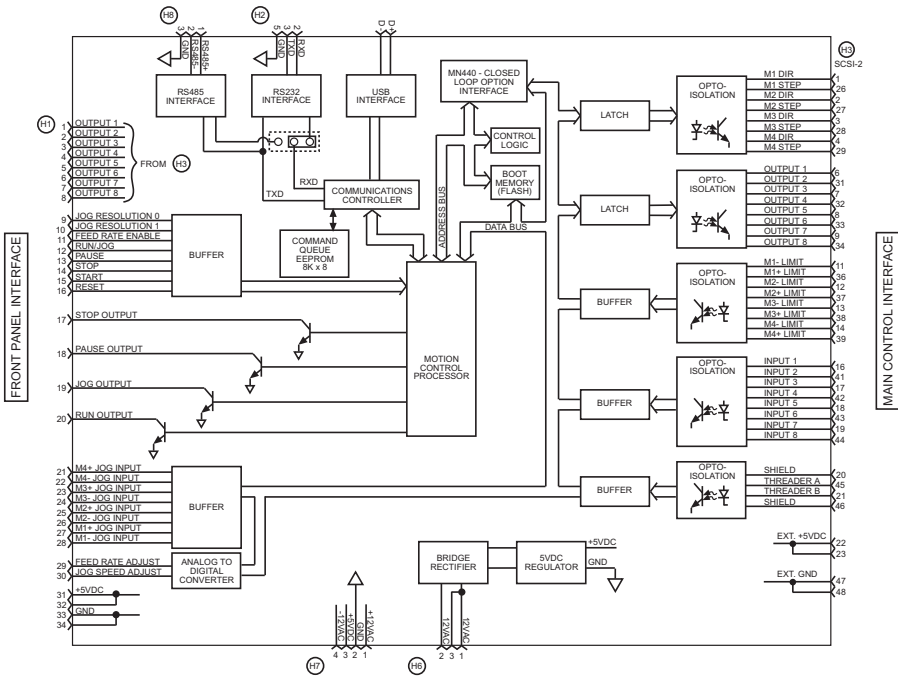 H8
3 2 1
GND
RS485-
RS485+
H2
5 3 2
GND
TXD
RXD
D-
D+
H3
SCSI-2
RS485
INTERFACE
RS232
INTERFACE
USB
INTERFACE
MN440 - CLOSED
LOOP OPTION
INTERFACE
CONTROL
LOGIC
BOOT
MEMORY
(FLASH)
ADDRESS BUS
DATA BUS
TXD
RXD
COMMUNICATIONS
CONTROLLER
COMMAND
QUEUE
EEPROM
8K x 8
MOTION
CONTROL
PROCESSOR
FRONT PANEL INTERFACE
H1
1 OUTPUT 1
2 OUTPUT 2
3 OUTPUT 3
4 OUTPUT 4
5 OUTPUT 5
6 OUTPUT 6
7 OUTPUT 7
8 OUTPUT 8
FROM H3
9 JOG RESOLUTION 0
10 JOG RESOLUTION 1
11 FEED RATE ENABLE
12 RUN/JOG
13 PAUSE
14 STOP
15 START
16 RESET
BUFFER
17 STOP OUTPUT
18 PAUSE OUTPUT
19 JOG OUTPUT
20 RUN OUTPUT
21 M4+ JOG INPUT
22 M4- JOG INPUT
23 M3+ JOG INPUT
24 M3- JOG INPUT
25 M2+ JOG INPUT
26 M2- JOG INPUT
27 M1+ JOG INPUT
28 M1- JOG INPUT
BUFFER
29 FEED RATE ADJUST
30 JOG SPEED ADJUST
ANALOG TO
DIGITAL
CONVERTER
31 +5VDC
32
33 GND
34
LATCH
OPTO-
ISOLATION
M1 DIR 1
M1 STEP 26
M2 DIR 2
M2 STEP 27
M3 DIR 3
M3 STEP 28
M4 DIR 4
M4 STEP 29
LATCH
OPTO-
ISOLATION
OUTPUT 1 6
OUTPUT 2 31
OUTPUT 3 7
OUTPUT 4 32
OUTPUT 5 8
OUTPUT 6 33
OUTPUT 7 9
OUTPUT 8 34
BUFFER
OPTO-
ISOLATION
M1- LIMIT 11
M1+ LIMIT 36
M2- LIMIT 12
M2+ LIMIT 37
M3- LIMIT 13
M3+ LIMIT 38
M4- LIMIT 14
M4+ LIMIT 39
BUFFER
OPTO-
ISOLATION
INPUT 1 16
INPUT 2 41
INPUT 3 17
INPUT 4 42
INPUT 5 18
INPUT 6 43
INPUT 7 19
INPUT 8 44
BUFFER
OPTO-
ISOLATION
SHIELD 20
THREADER A 45
THREADER B 21
SHIELD 46
EXT. +5VDC 22
23
EXT. GND 47
48
MAIN CONTROL INTERFACE
BRIDGE
RECTIFIER
5VDC
REGULATOR
+5VDC
GND
-12VAC
+5VDC
GND
+12VAC
4 3 2 1
H7
12VAC
12VAC
2 3 1
H6